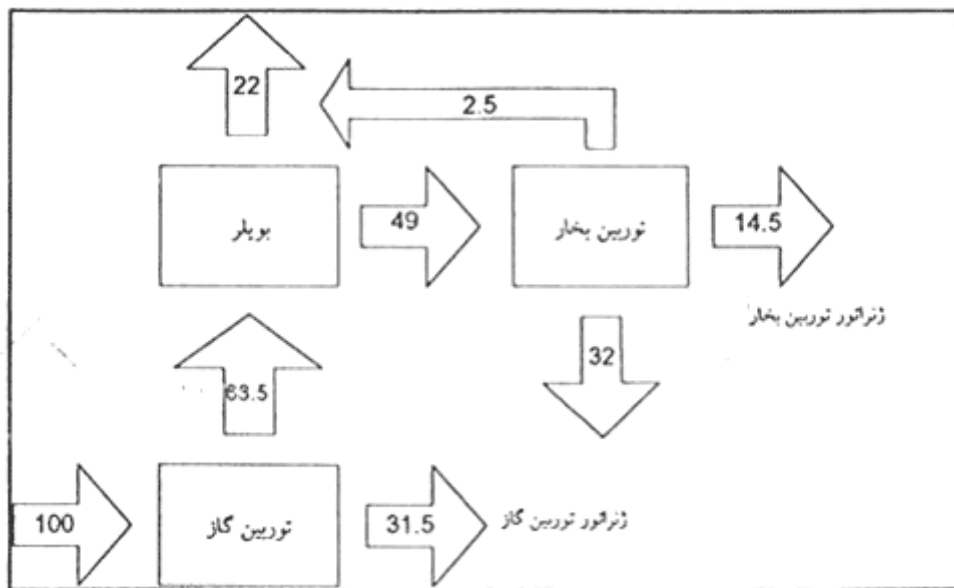 22
2.5
بویلر
49
توربین بخار
14.5
ژنراتور توربین بخار
63.5
32
100
توربین گاز
31.5
ژنراتور توربین گاز